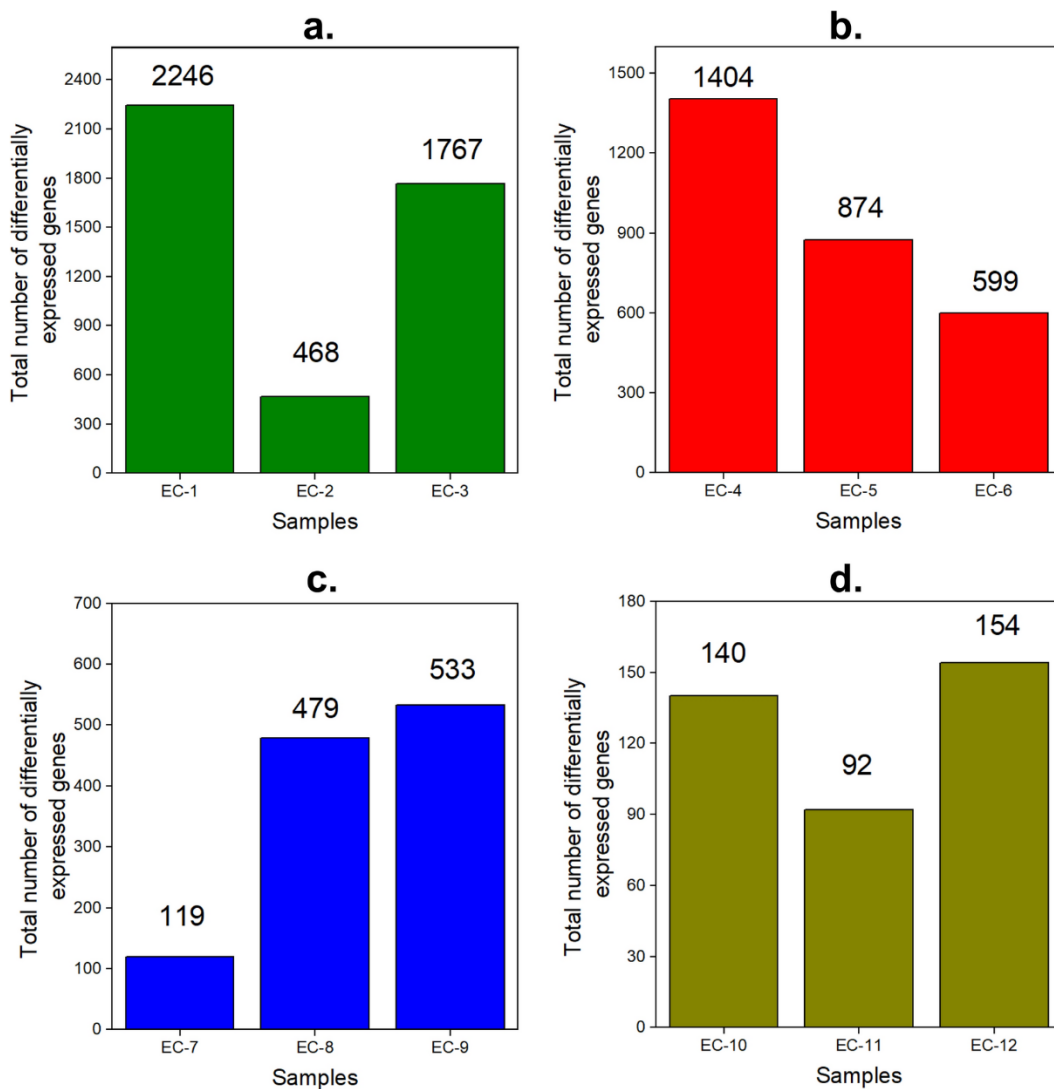 a.
Total number of differentially
expressed genes
2400
2100
1800
1500
1200
900
600
300
0
2246
468
1767
EC-1 EC-2 EC-3
Samples
b.
Total number of differentially
expressed genes
1500
1200
900
600
300
0
1404
874
599
EC-4 EC-5 EC-6
Samples
c.
Total number of differentially
expressed genes
700
600
500
400
300
200
100
0
119
479
533
EC-7 EC-8 EC-9
Samples
d.
Total number of differentially
expressed genes
180
150
120
90
60
30
0
140
92
154
EC-10 EC-11 EC-12
Samples